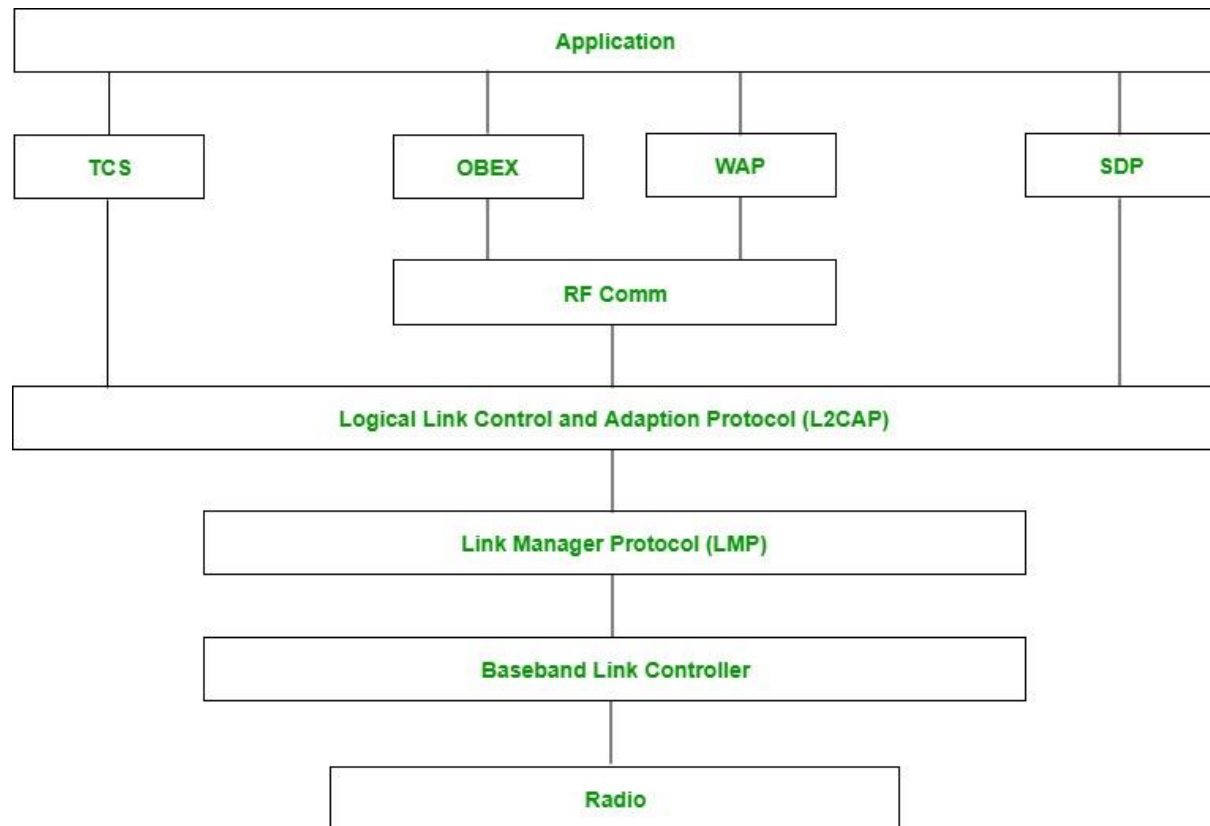 Application
TCS
OBEX
WAP
SDP
RF Comm
Logical Link Control and Adaption Protocol (L2CAP)
Link Manager Protocol (LMP)
Baseband Link Controller
Radio